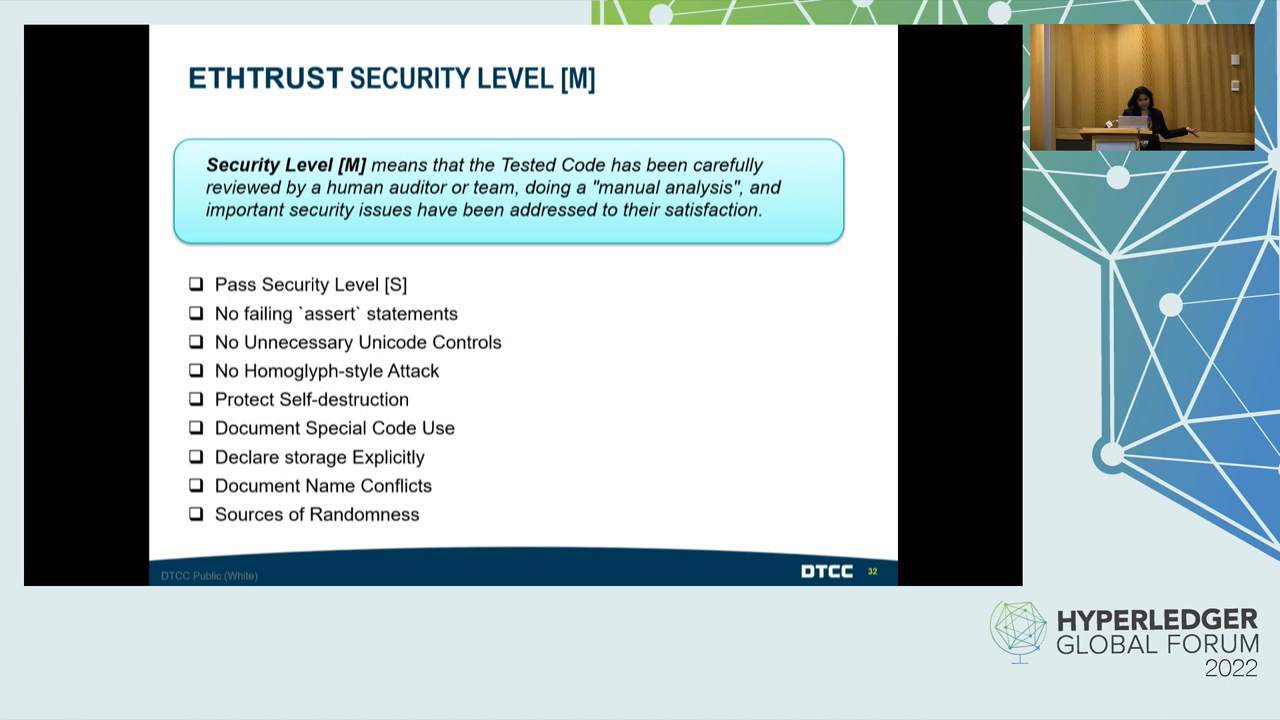 ETHTRUST SECURITY LEVEL [M]
Security Level [M] means that the Tested Code has been carefully
reviewed by a human auditor or team, doing a "manual analysis", and
important security issues have been addressed to their satisfaction.
Pass Security Level [S]
No failing `assert` statements
No Unnecessary Unicode Controls
No Homoglyph-style Attack
Protect Self-destruction
Document Special Code Use
Declare storage Explicitly
Document Name Conflicts
Sources of Randomness
DTCC Public (White)
DTCC 32
HYPERLEDGER
GLOBAL FORUM
2022